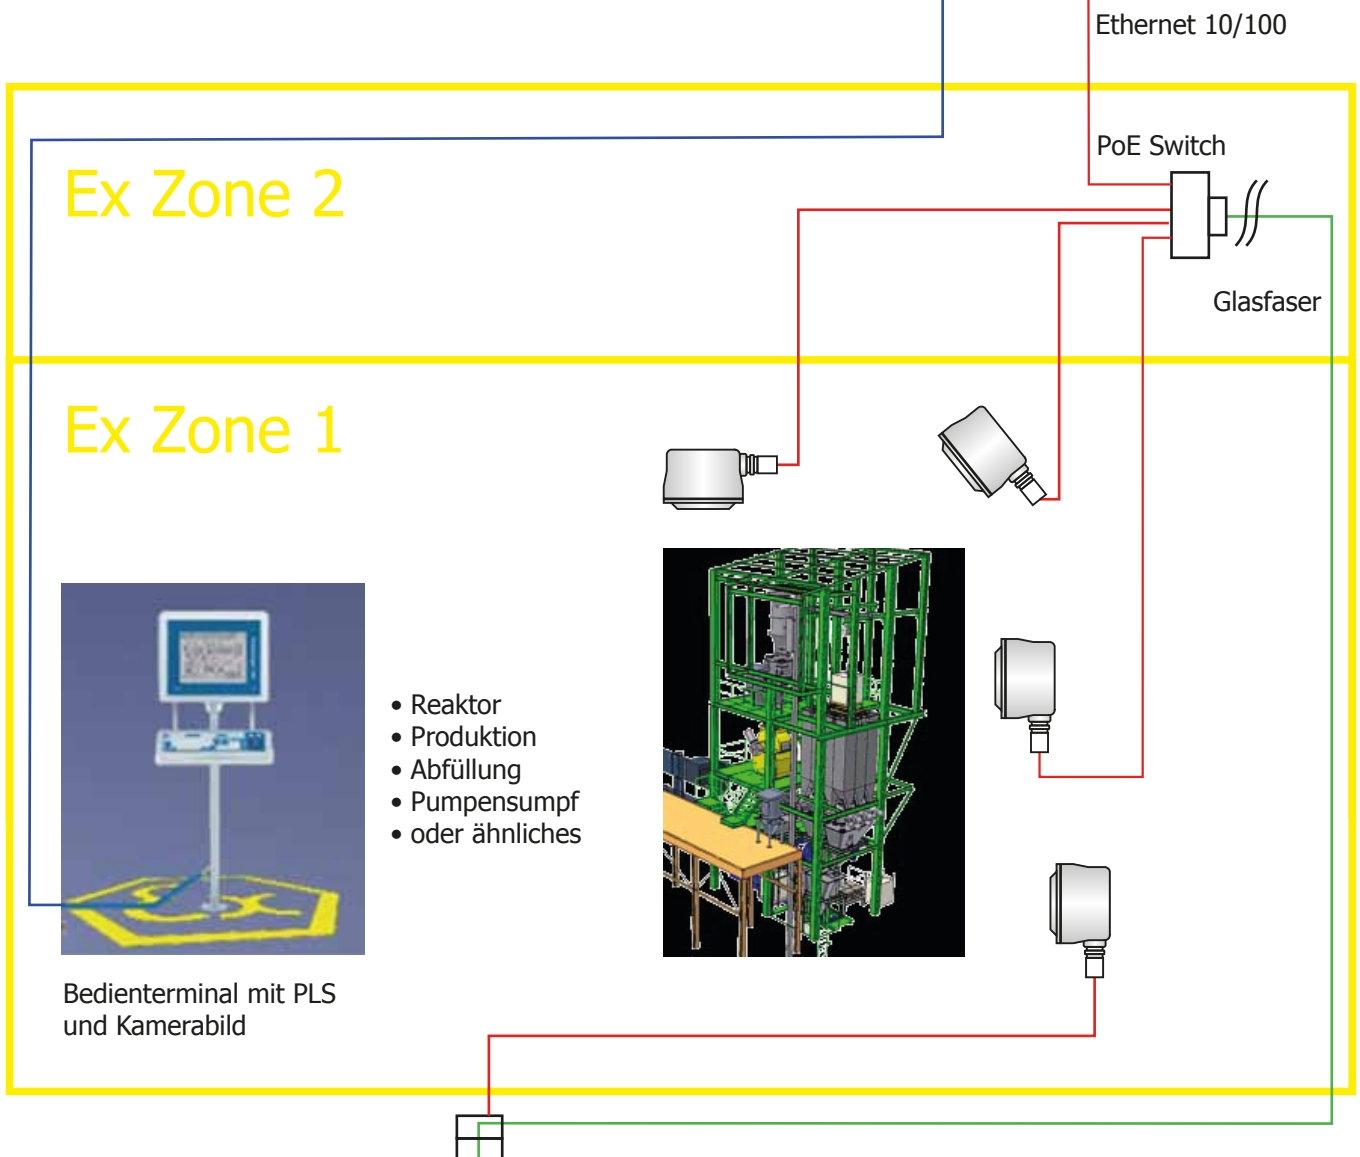 Ethernet 10/100
PoE Switch
Ex Zone 2
Glasfaser
Ex Zone 1
• Reaktor
• Produktion
• Abfüllung
• Pumpensumpf
• oder ähnliches
Bedienterminal mit PLS
und Kamerabild